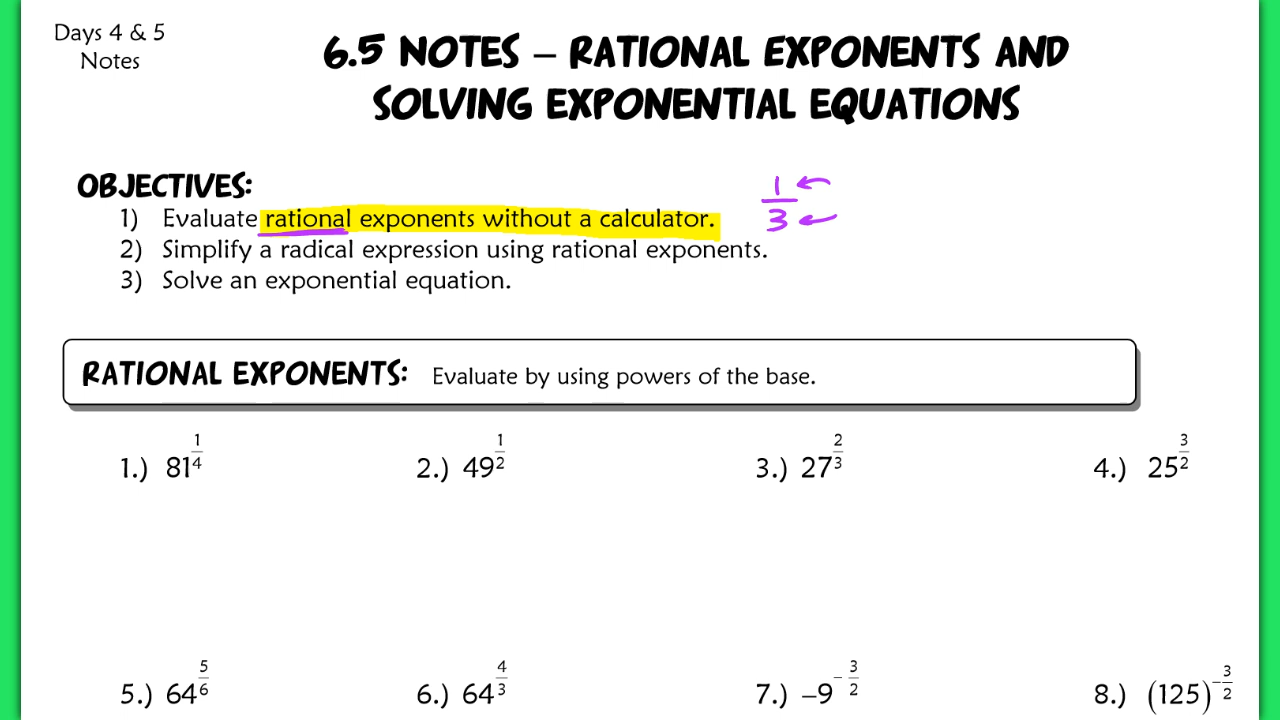 Days 4 & 5
Notes
6.5 NOTES – RATIONAL EXPONENTS AND
SOLVING EXPONENTIAL EQUATIONS
OBJECTIVES:
1) Evaluate rational exponents without a calculator.
1/3
2) Simplify a radical expression using rational exponents.
3) Solve an exponential equation.
RATIONAL EXPONENTS: Evaluate by using powers of the base.
1.) 81^(1/4) 2.) 49^(1/2) 3.) 27^(2/3) 4.) 25^(3/2)
5.) 64^(5/6) 6.) 64^(4/3) 7.) –9^(–3/2) 8.) (125)^(–3/2)